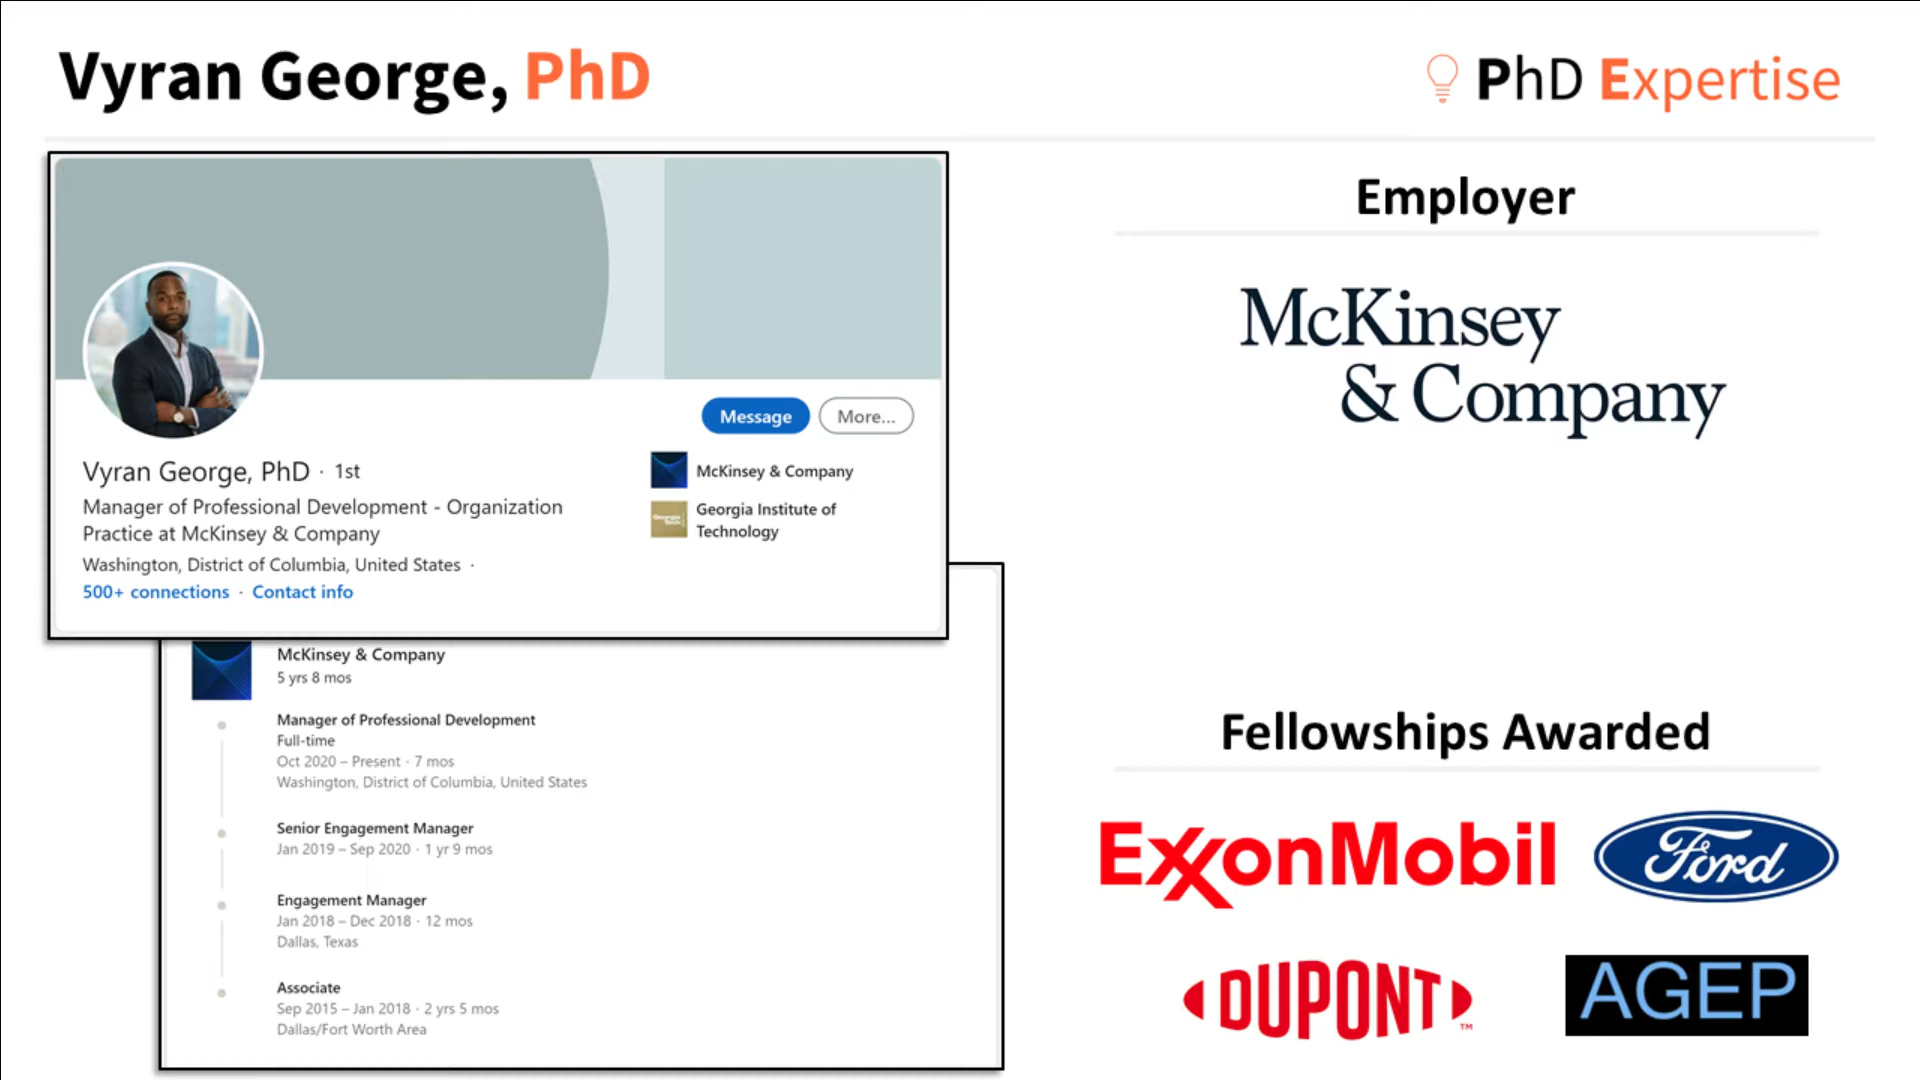 Vyran George, PhD
PhD Expertise
Message
More...
Vyran George, PhD · 1st
Manager of Professional Development - Organization
Practice at McKinsey & Company
Washington, District of Columbia, United States ·
500+ connections · Contact info
McKinsey & Company
Georgia Institute of
Technology
McKinsey & Company
5 yrs 8 mos
Manager of Professional Development
Full-time
Oct 2020 – Present · 7 mos
Washington, District of Columbia, United States
Senior Engagement Manager
Jan 2019 – Sep 2020 · 1 yr 9 mos
Engagement Manager
Jan 2018 – Dec 2018 · 12 mos
Dallas, Texas
Associate
Sep 2015 – Jan 2018 · 2 yrs 5 mos
Dallas/Fort Worth Area
Employer
McKinsey
& Company
Fellowships Awarded
ExxonMobil
Ford
DUPONT™
AGEP